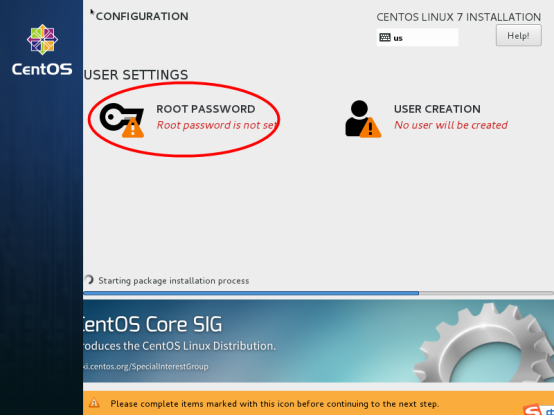 CONFIGURATION
CENTOS LINUX 7 INSTALLATION
us
Help!
CentOS
USER SETTINGS
ROOT PASSWORD
Root password is not set
USER CREATION
No user will be created
Starting package installation process
CentOS Core SIG
roduces the CentOS Linux Distribution.
ki.centos.org/SpecialInterestGroup
Please complete items marked with this icon before continuing to the next step.